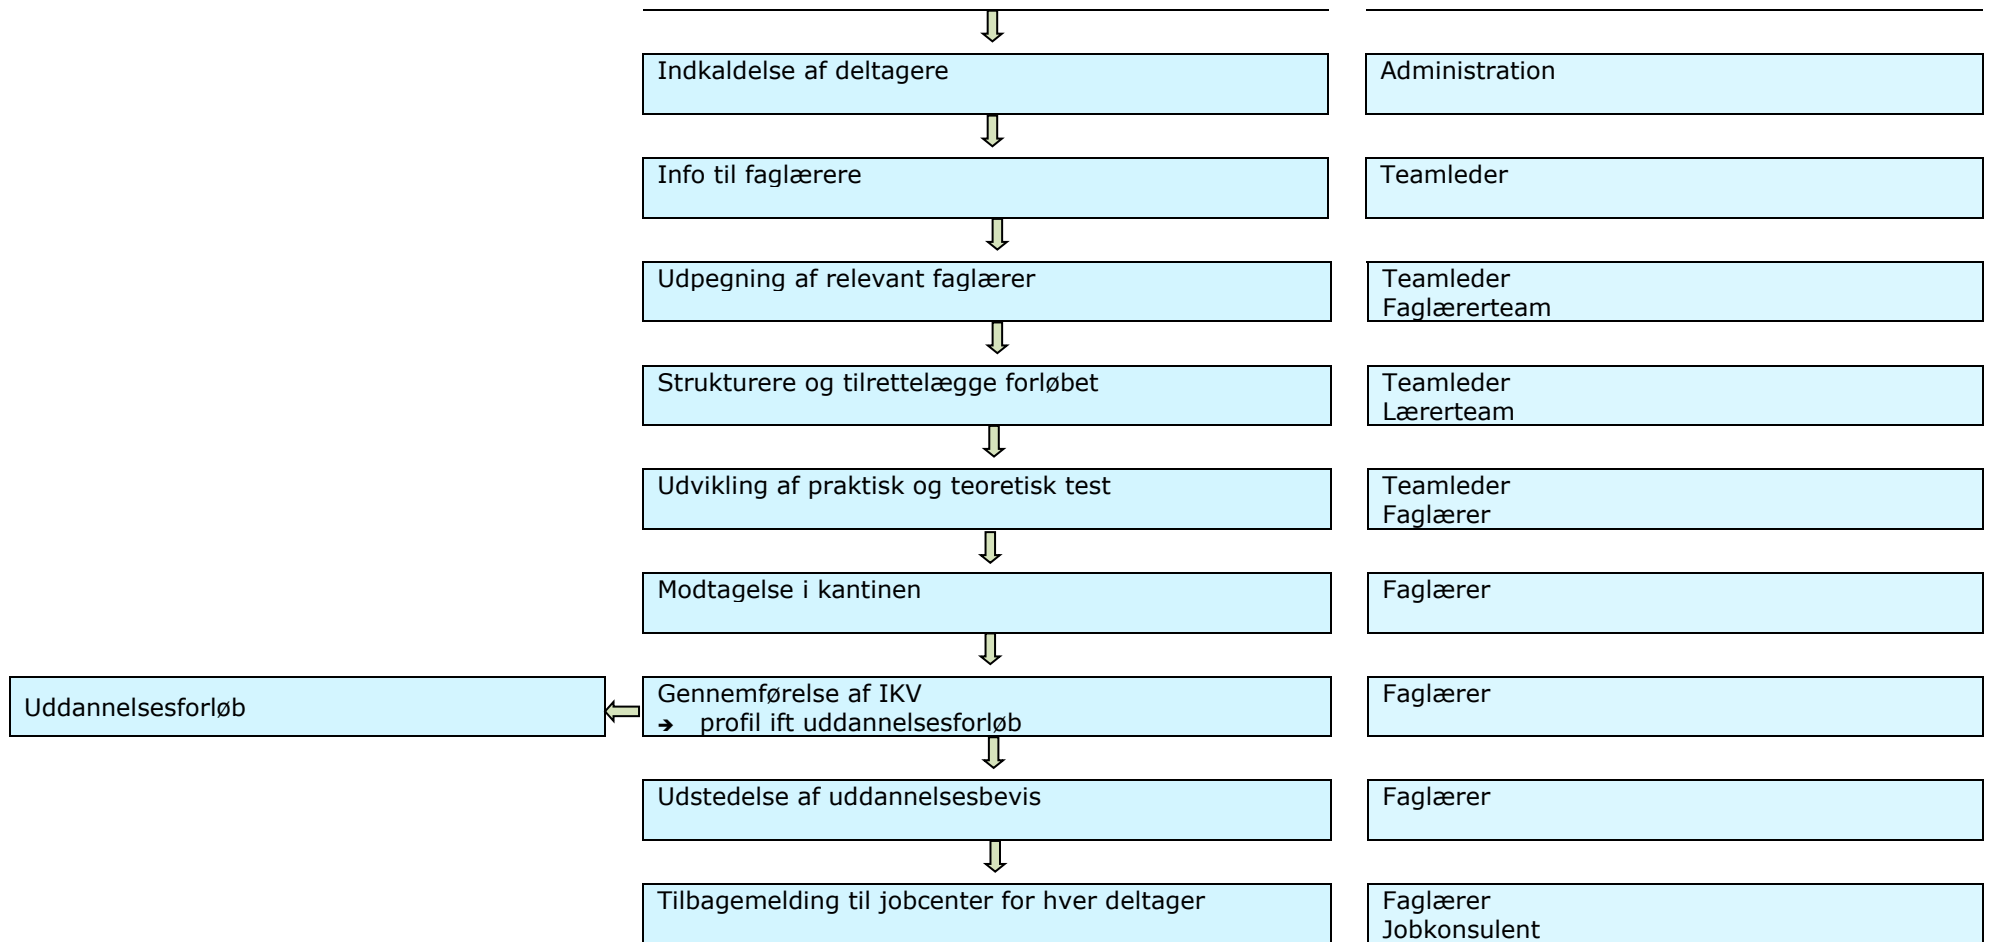 Indkaldelse af deltagere
Administration
Info til faglærere
Teamleder
Udpegning af relevant faglærer
Teamleder
Faglærerteam
Strukturere og tilrettelægge forløbet
Teamleder
Lærerteam
Udvikling af praktisk og teoretisk test
Teamleder
Faglærer
Modtagelse i kantinen
Faglærer
Uddannelsesforløb
Gennemførelse af IKV
➔ profil ift uddannelsesforløb
Faglærer
Udstedelse af uddannelsesbevis
Faglærer
Tilbagemelding til jobcenter for hver deltager
Faglærer
Jobkonsulent